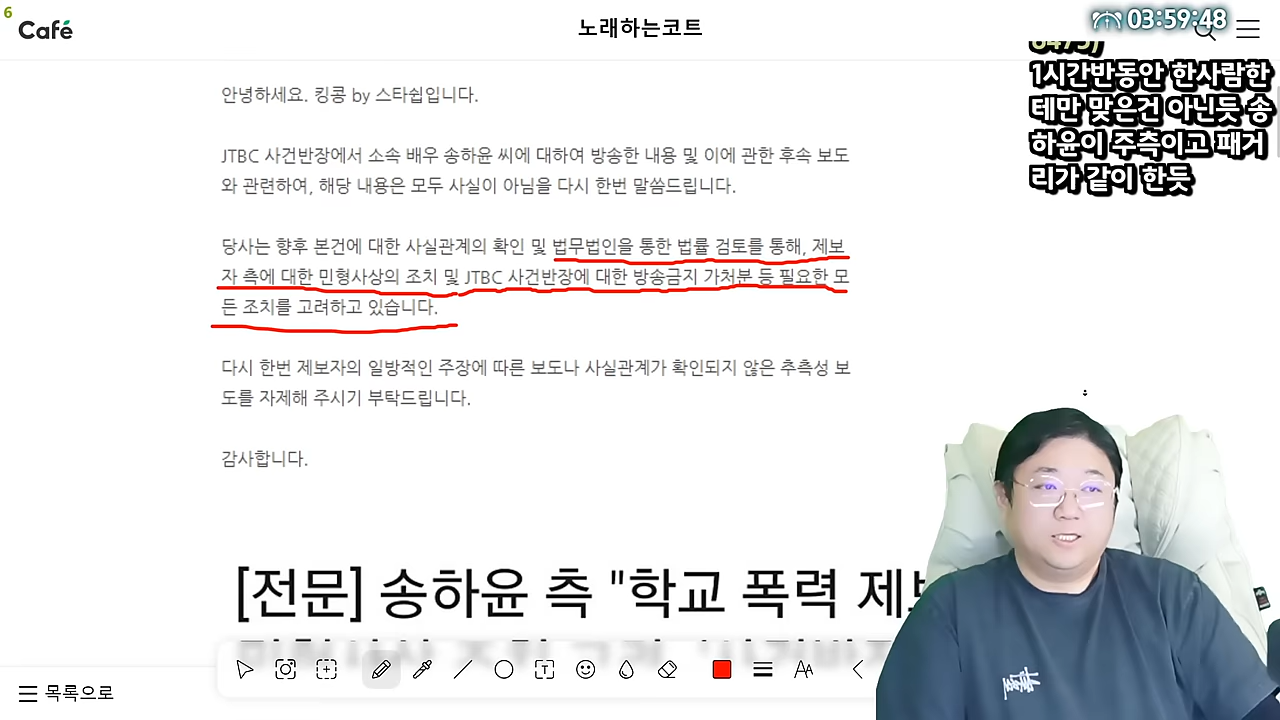 6
Café
노래하는코트
03:59:48
1시간반동안 한사람한
테만 맞은건 아닌듯 송
하윤이 주측이고 패거
리가 같이 한듯
안녕하세요. 킹콩 by 스타쉽입니다.
JTBC 사건반장에서 소속 배우 송하윤 씨에 대하여 방송한 내용 및 이에 관한 후속 보도
와 관련하여, 해당 내용은 모두 사실이 아님을 다시 한번 말씀드립니다.
당사는 향후 본건에 대한 사실관계의 확인 및 법무법인을 통한 법률 검토를 통해, 제보
자 측에 대한 민형사상의 조치 및 JTBC 사건반장에 대한 방송금지 가처분 등 필요한 모
든 조치를 고려하고 있습니다.
다시 한번 제보자의 일방적인 주장에 따른 보도나 사실관계가 확인되지 않은 추측성 보
도를 자제해 주시기 부탁드립니다.
감사합니다.
[전문] 송하윤 측 "학교 폭력
목록으로